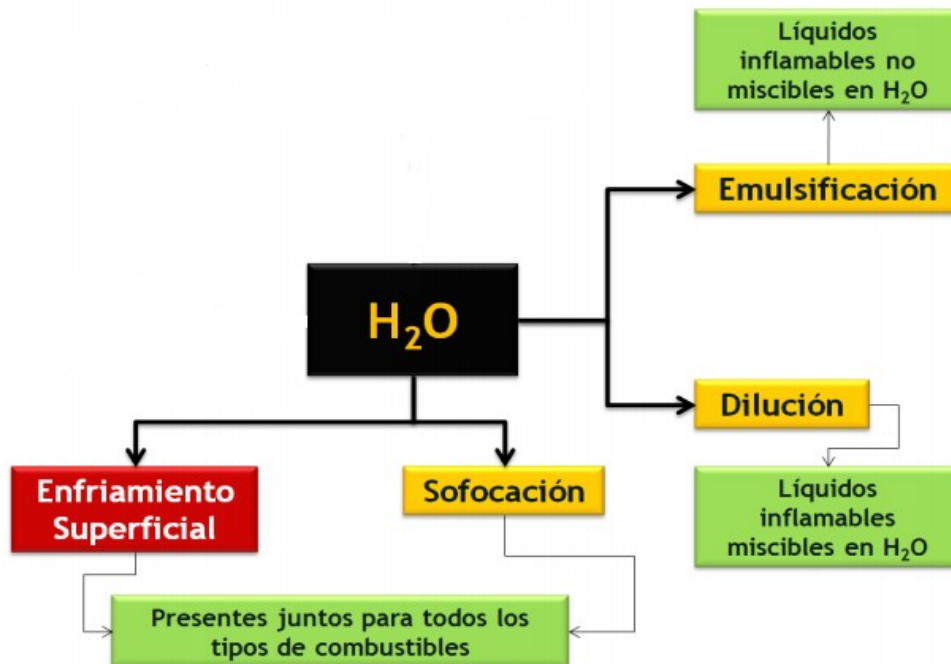 Líquidos
inflamables no
miscibles en H₂O
Emulsificación
H₂O
Dilución
Enfriamiento
Superficial
Sofocación
Líquidos
inflamables
miscibles en H₂O
Presentes juntos para todos los
tipos de combustibles